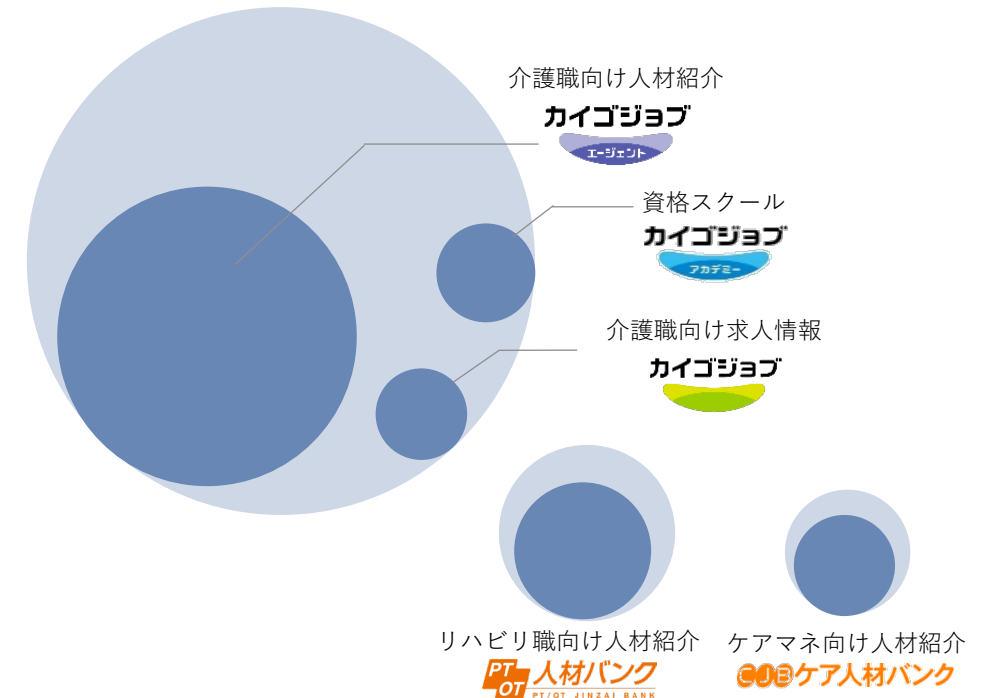 介護職向け人材紹介
カイゴジョブ
エージェント
資格スクール
カイゴジョブ
アカデミー
介護職向け求人情報
カイゴジョブ
リハビリ職向け人材紹介
PT OT 人材バンク
PT/OT JINZAI BANK
ケアマネ向け人材紹介
CJBケア人材バンク